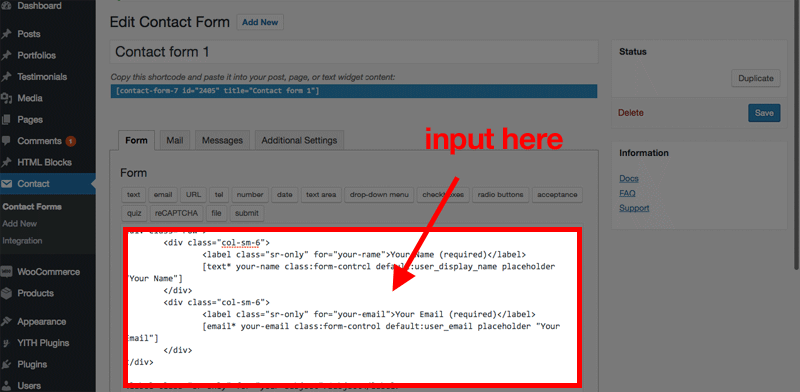 Dashboard
Posts
Portfolios
Testimonials
Media
Pages
Comments 1
HTML Blocks
Contact
Contact Forms
Add New
Integration
WooCommerce
Products
Appearance
YITH Plugins
Plugins
Users
Edit Contact Form Add New
Contact form 1
Copy this shortcode and paste it into your post, page, or text widget content:
[contact-form-7 id="2405" title="Contact form 1"]
Form Mail Messages Additional Settings
input here
Form
text email URL tel number date text area drop-down menu checkboxes radio buttons acceptance
quiz reCAPTCHA file submit
<div class="col-sm-6">
<label class="sr-only" for="your-name">Your Name (required)</label>
[text* your-name class:form-control default:user_display_name placeholder
"Your Name"]
</div>
<div class="col-sm-6">
<label class="sr-only" for="your-email">Your Email (required)</label>
[email* your-email class:form-control default:user_email placeholder "Your
Email"]
</div>
</div>
Status
Duplicate
Delete Save
Information
Docs
FAQ
Support